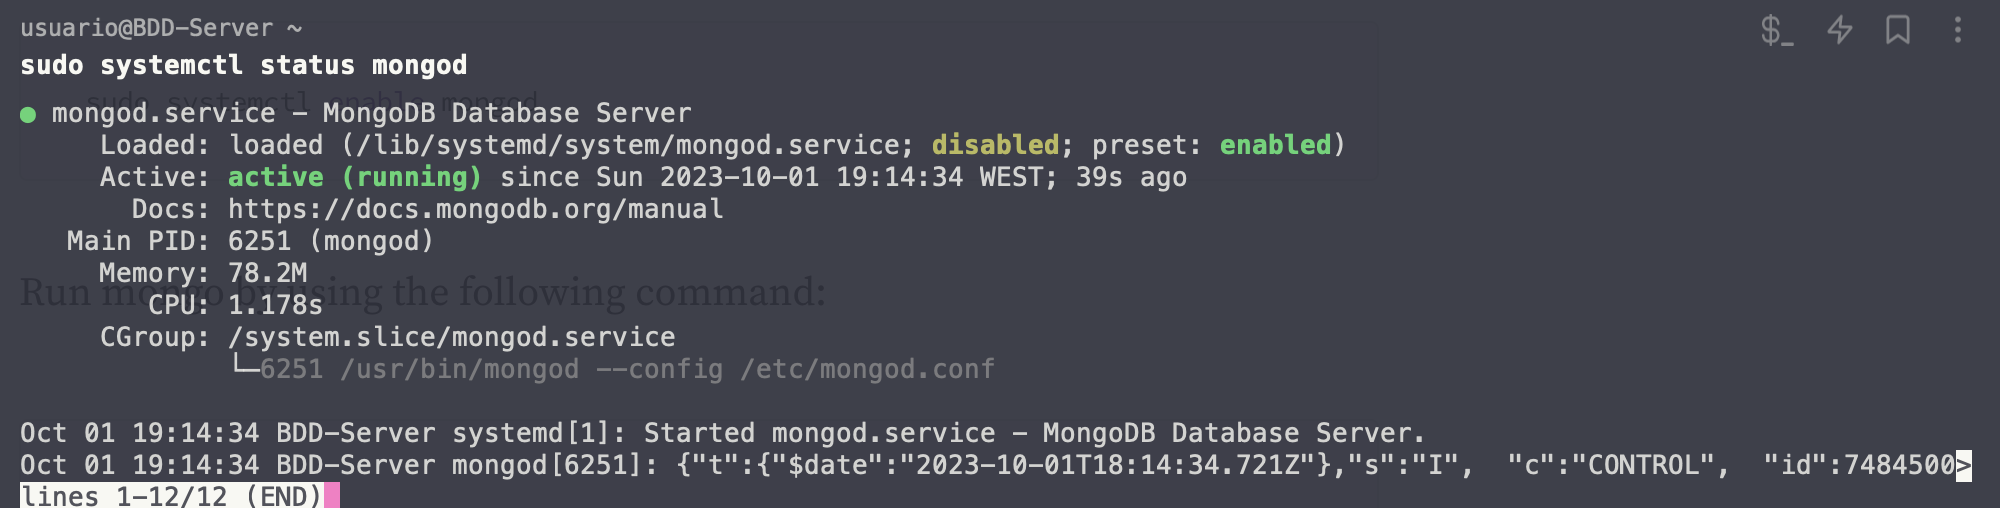 usuario@BDD-Server ~
sudo systemctl status mongod
sudo systemctl enable mongod
● mongod.service - MongoDB Database Server
Loaded: loaded (/lib/systemd/system/mongod.service; disabled; preset: enabled)
Active: active (running) since Sun 2023-10-01 19:14:34 WEST; 39s ago
Docs: https://docs.mongodb.org/manual
Main PID: 6251 (mongod)
Memory: 78.2M
Run mongo by using the following command:
CPU: 1.178s
CGroup: /system.slice/mongod.service
└─6251 /usr/bin/mongod --config /etc/mongod.conf
Oct 01 19:14:34 BDD-Server systemd[1]: Started mongod.service - MongoDB Database Server.
Oct 01 19:14:34 BDD-Server mongod[6251]: {"t":{"$date":"2023-10-01T18:14:34.721Z"},"s":"I",  "c":"CONTROL",  "id":7484500>
lines 1-12/12 (END)